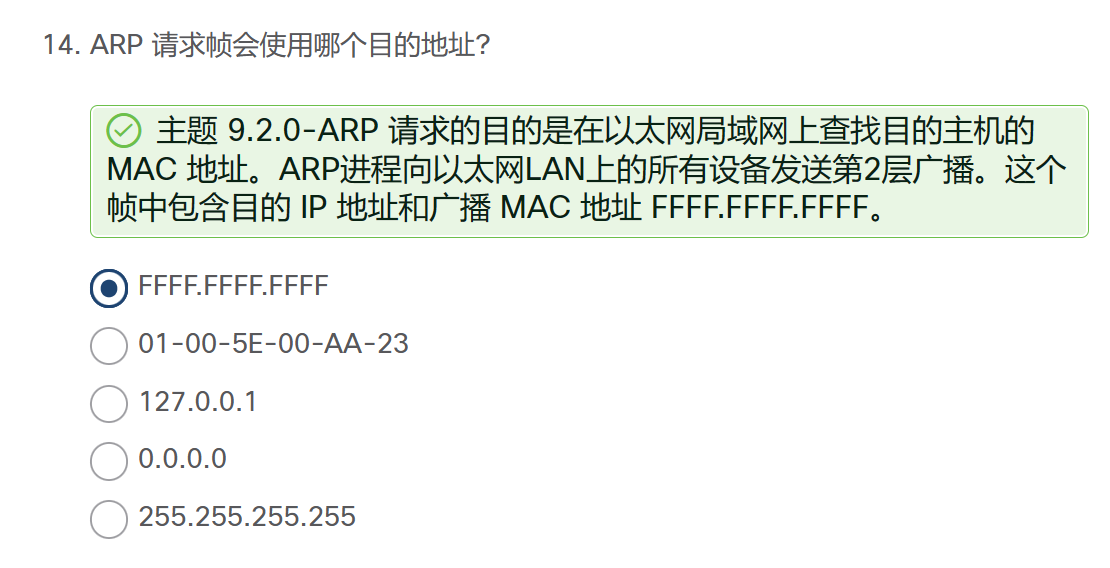 14. ARP 请求帧会使用哪个目的地址?
主题 9.2.0-ARP 请求的目的是在以太网局域网上查找目的主机的
MAC 地址。ARP进程向以太网LAN上的所有设备发送第2层广播。这个
帧中包含目的 IP 地址和广播 MAC 地址 FFFF.FFFF.FFFF。
FFFF.FFFF.FFFF
01-00-5E-00-AA-23
127.0.0.1
0.0.0.0
255.255.255.255